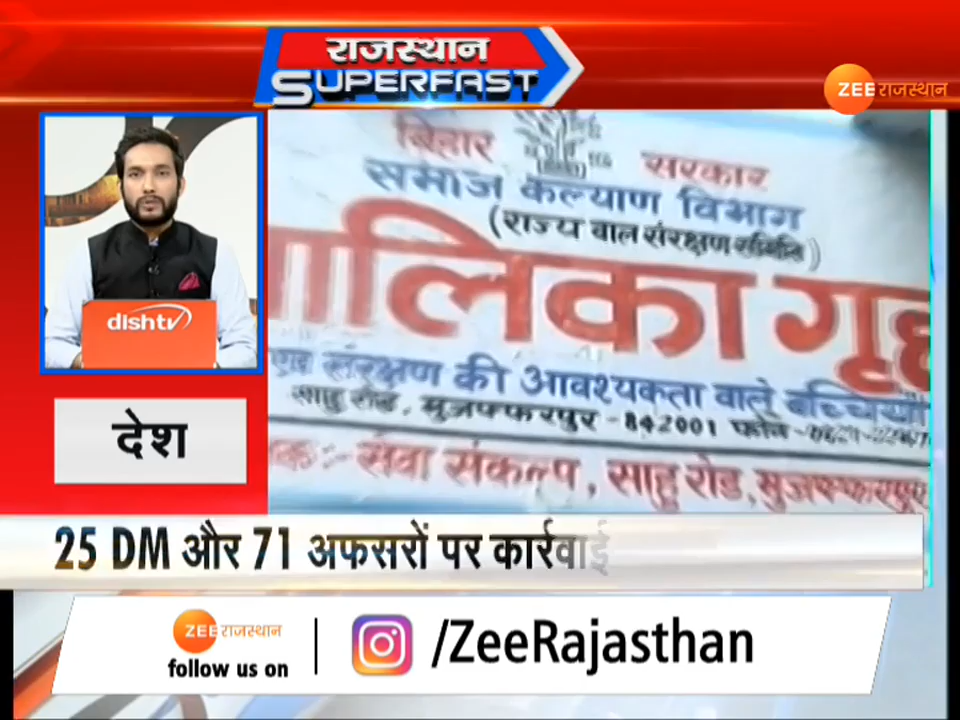 राजस्थान
SUPERFAST
ZEE राजस्थान
dishtv
देश
बिहार सरकार
समाज कल्याण विभाग
(राज्य बाल संरक्षण समिति)
बालिका गृह
एवं संरक्षण की आवश्यकता वाले
साहु रोड, मुजफ्फरपुर -842001 फोन
सेवा संकल्प, साहु रोड, मुजफ्फरपुर
25 DM और 71 अफसरों पर कार्रवाई
ZEE राजस्थान
follow us on
/ZeeRajasthan